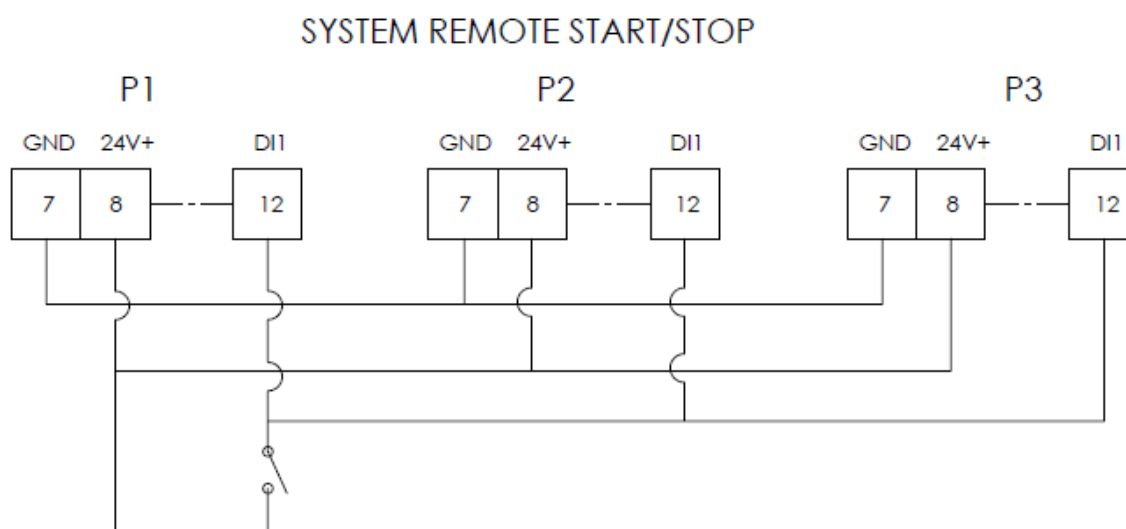 SYSTEM REMOTE START/STOP
P1 P2 P3
GND 24V+ DI1 GND 24V+ DI1 GND 24V+ DI1
7 8 12 7 8 12 7 8 12